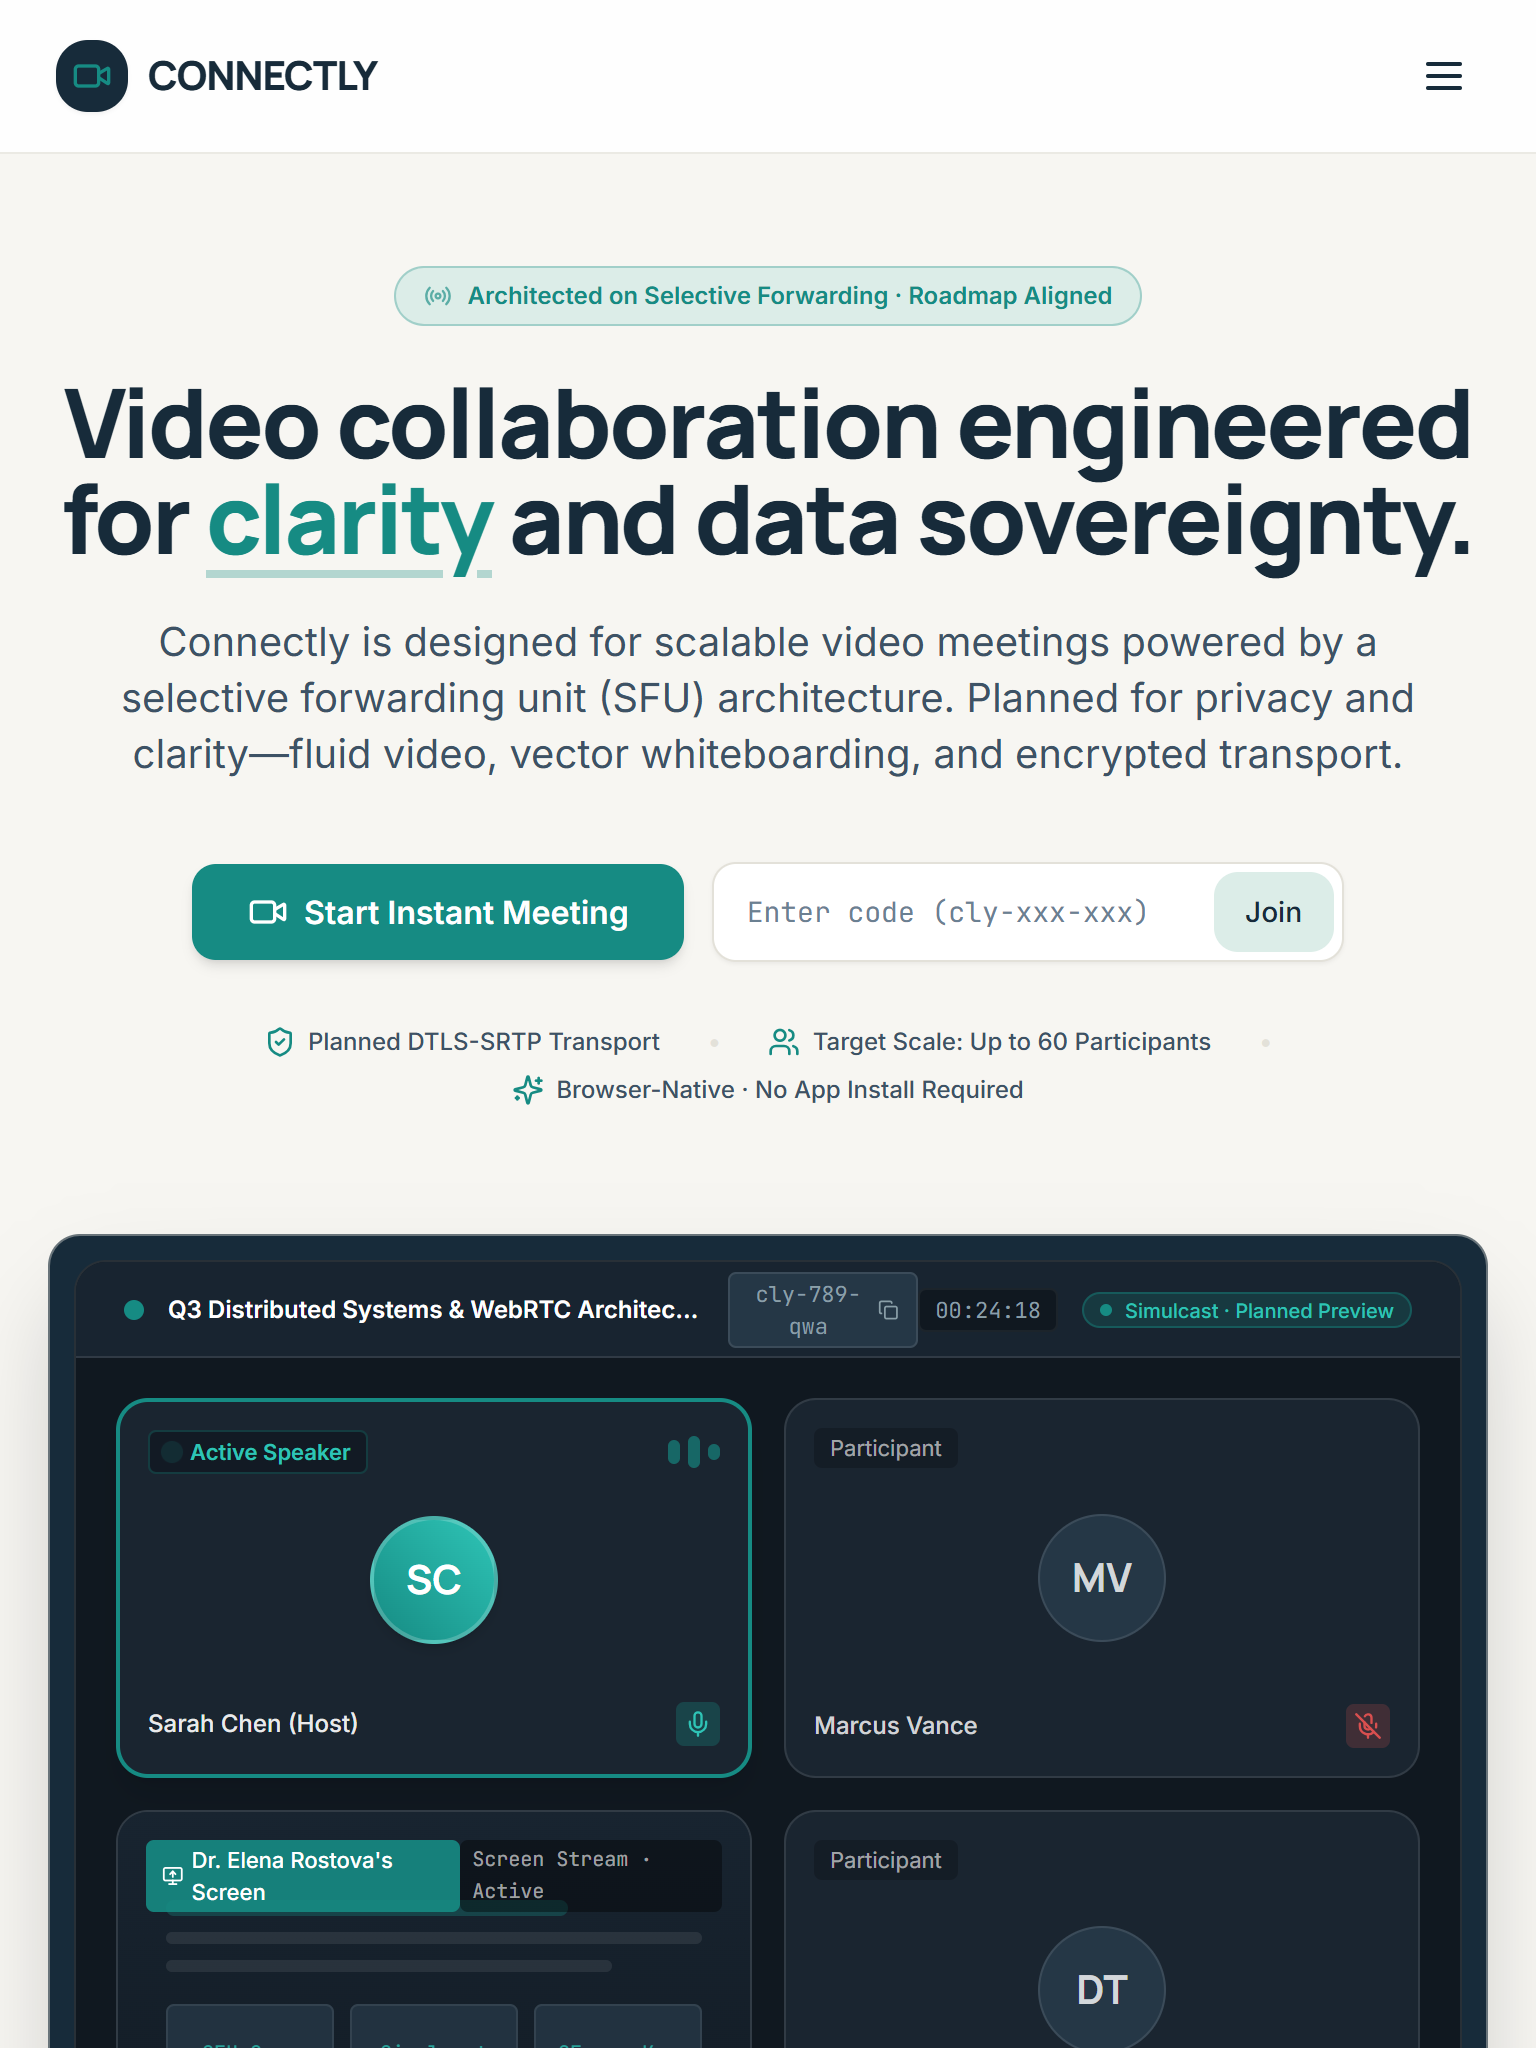 CONNECTLY
Architected on Selective Forwarding · Roadmap Aligned
Video collaboration engineered
for clarity and data sovereignty.
Connectly is designed for scalable video meetings powered by a
selective forwarding unit (SFU) architecture. Planned for privacy and
clarity—fluid video, vector whiteboarding, and encrypted transport.
Start Instant Meeting
Enter code (cly-xxx-xxx)
Join
Planned DTLS-SRTP Transport
Target Scale: Up to 60 Participants
Browser-Native · No App Install Required
Q3 Distributed Systems & WebRTC Architec...
cly-789-
qwa
00:24:18
Simulcast · Planned Preview
Active Speaker
SC
Sarah Chen (Host)
Participant
MV
Marcus Vance
Dr. Elena Rostova's
Screen
Screen Stream ·
Active
Participant
DT